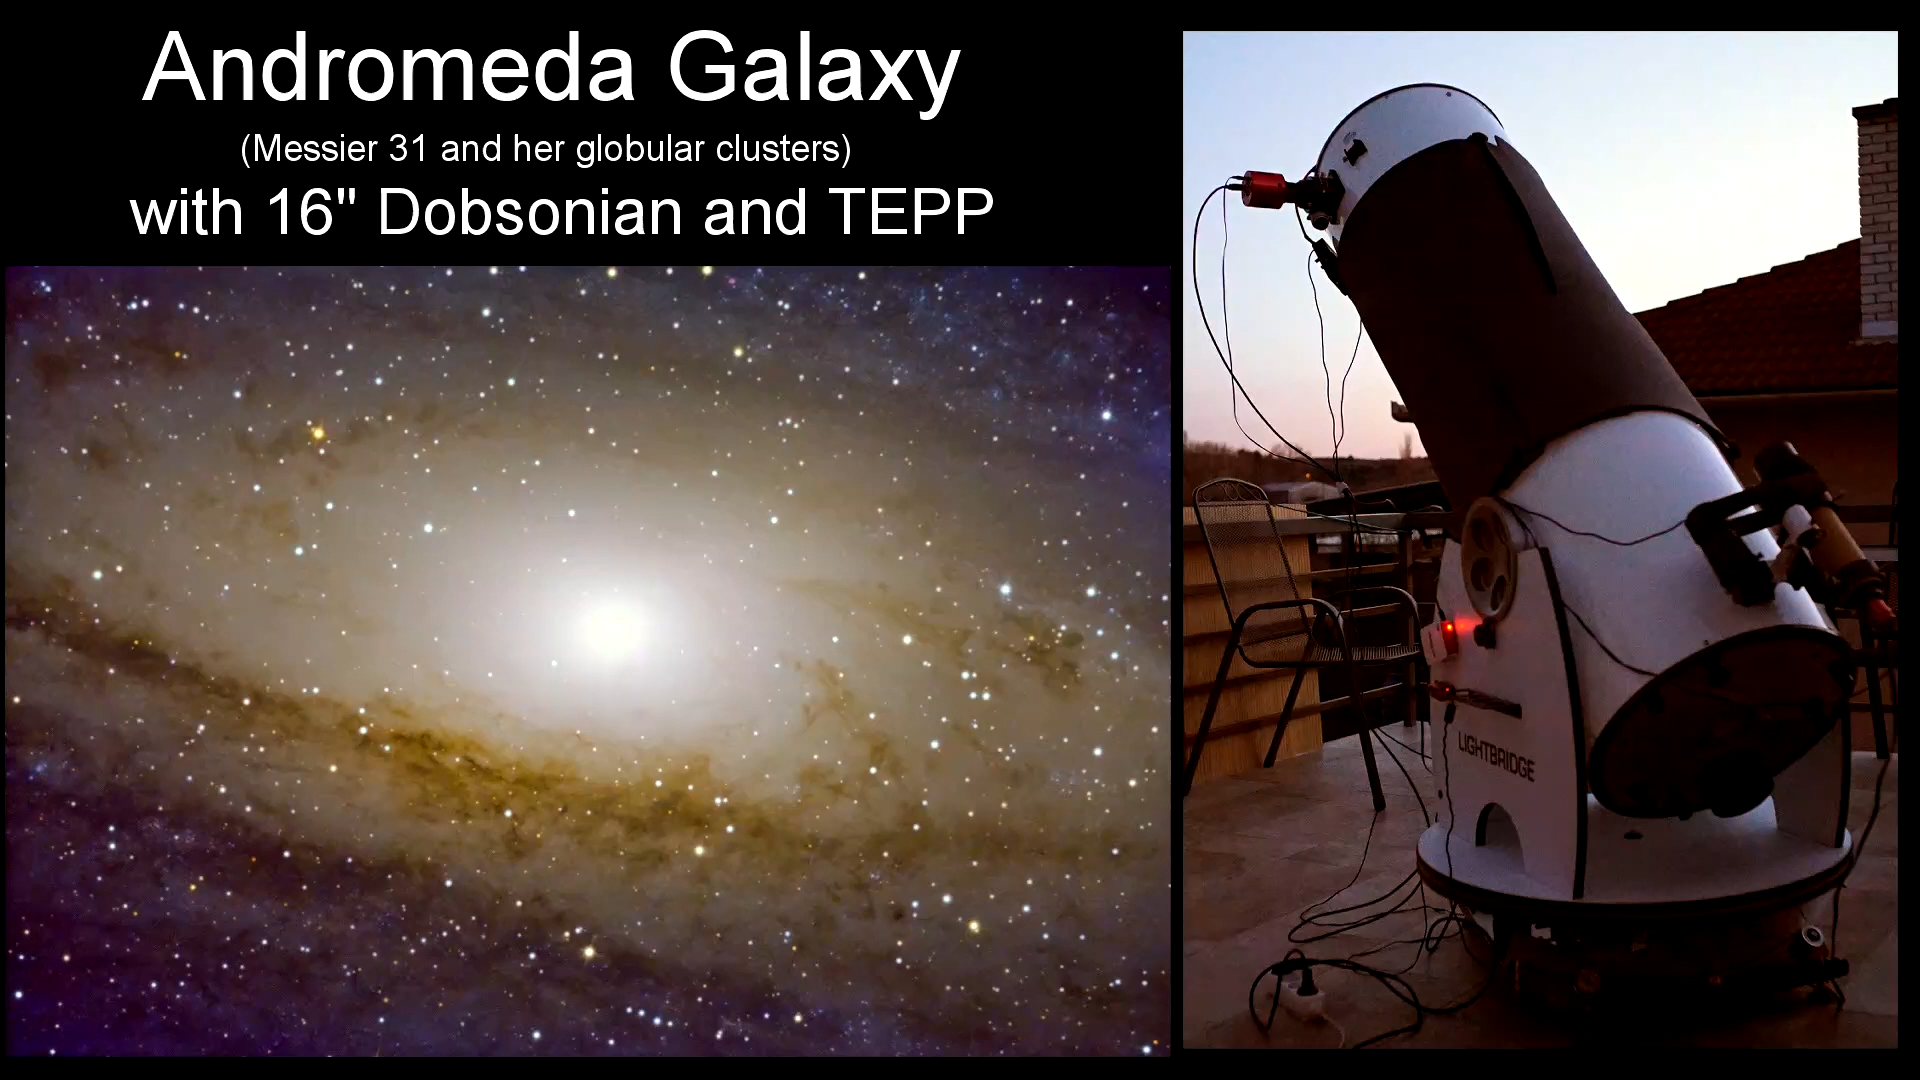 Andromeda Galaxy
(Messier 31 and her globular clusters)
with 16" Dobsonian and TEPP
LIGHTBRIDGE